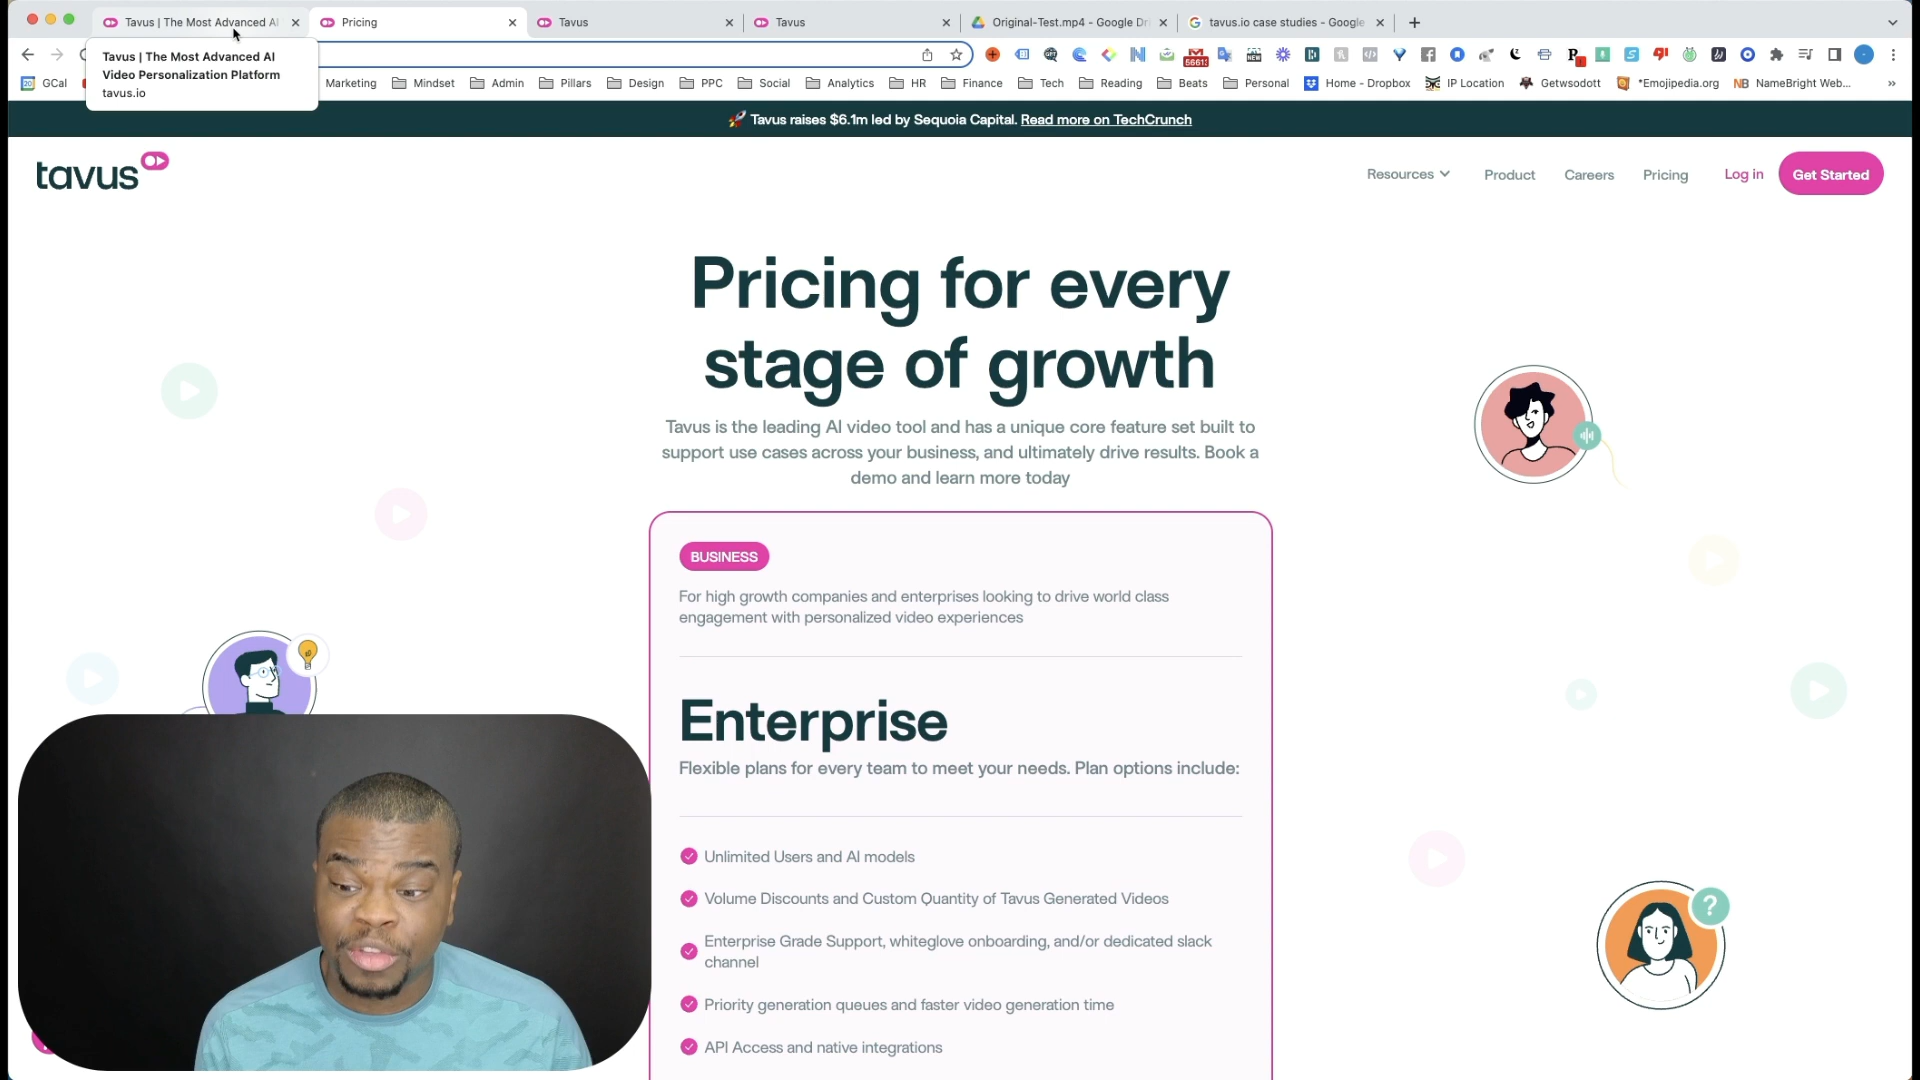 Tavus | The Most Advanced AI
Pricing
Tavus
Tavus
Original-Test.mp4 - Google Dr
tavus.io case studies - Google
Tavus | The Most Advanced AI
Video Personalization Platform
tavus.io
GCal
Marketing
Mindset
Admin
Pillars
Design
PPC
Social
Analytics
HR
Finance
Tech
Reading
Beats
Personal
Home - Dropbox
IP Location
Getwsodott
*Emojipedia.org
NB NameBright Web...
🚀 Tavus raises $6.1m led by Sequoia Capital. Read more on TechCrunch
tavus
Resources
Product
Careers
Pricing
Log in
Get Started
Pricing for every
stage of growth
Tavus is the leading AI video tool and has a unique core feature set built to
support use cases across your business, and ultimately drive results. Book a
demo and learn more today
BUSINESS
For high growth companies and enterprises looking to drive world class
engagement with personalized video experiences
Enterprise
Flexible plans for every team to meet your needs. Plan options include:
Unlimited Users and AI models
Volume Discounts and Custom Quantity of Tavus Generated Videos
Enterprise Grade Support, whiteglove onboarding, and/or dedicated slack
channel
Priority generation queues and faster video generation time
API Access and native integrations
?